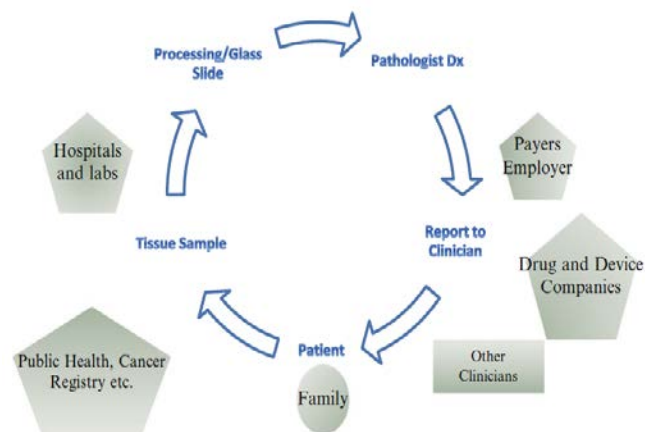 Processing/Glass
Slide
Pathologist Dx
Hospitals
and labs
Payers
Employer
Tissue Sample
Report to
Clinician
Drug and Device
Companies
Public Health, Cancer
Registry etc.
Patient
Family
Other
Clinicians